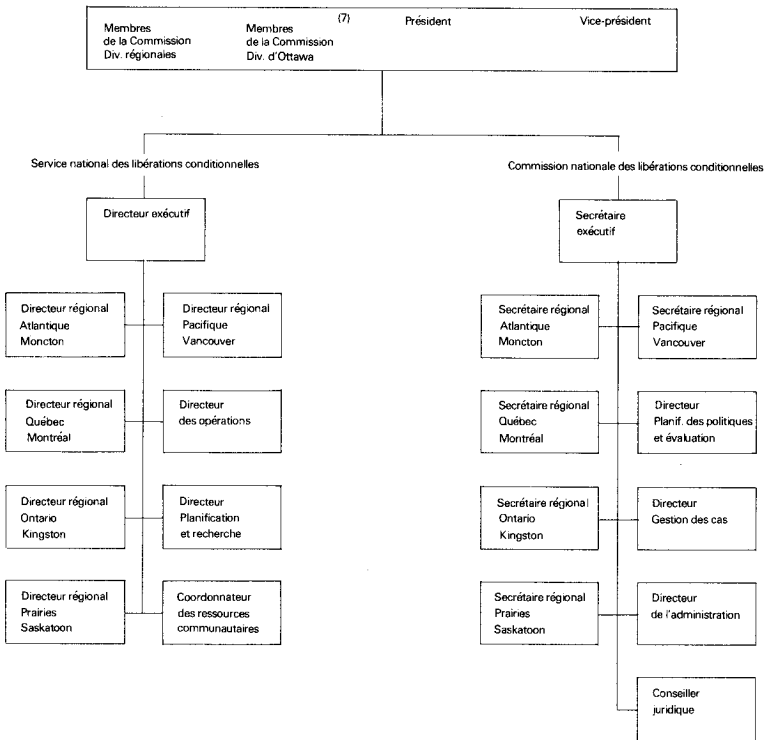 (7)
Membres
de la Commission
Div. régionales
Membres
de la Commission
Div. d'Ottawa
Président
Vice-président
Service national des libérations conditionnelles
Commission nationale des libérations conditionnelles
Directeur exécutif
Secrétaire
exécutif
Directeur régional
Atlantique
Moncton
Directeur régional
Pacifique
Vancouver
Directeur régional
Québec
Montréal
Directeur
des opérations
Directeur régional
Ontario
Kingston
Directeur
Planification
et recherche
Directeur régional
Prairies
Saskatoon
Coordonnateur
des ressources
communautaires
Secrétaire régional
Atlantique
Moncton
Secrétaire régional
Pacifique
Vancouver
Secrétaire régional
Québec
Montréal
Directeur
Planif. des politiques
et évaluation
Secrétaire régional
Ontario
Kingston
Directeur
Gestion des cas
Secrétaire régional
Prairies
Saskatoon
Directeur
de l'administration
Conseiller
juridique